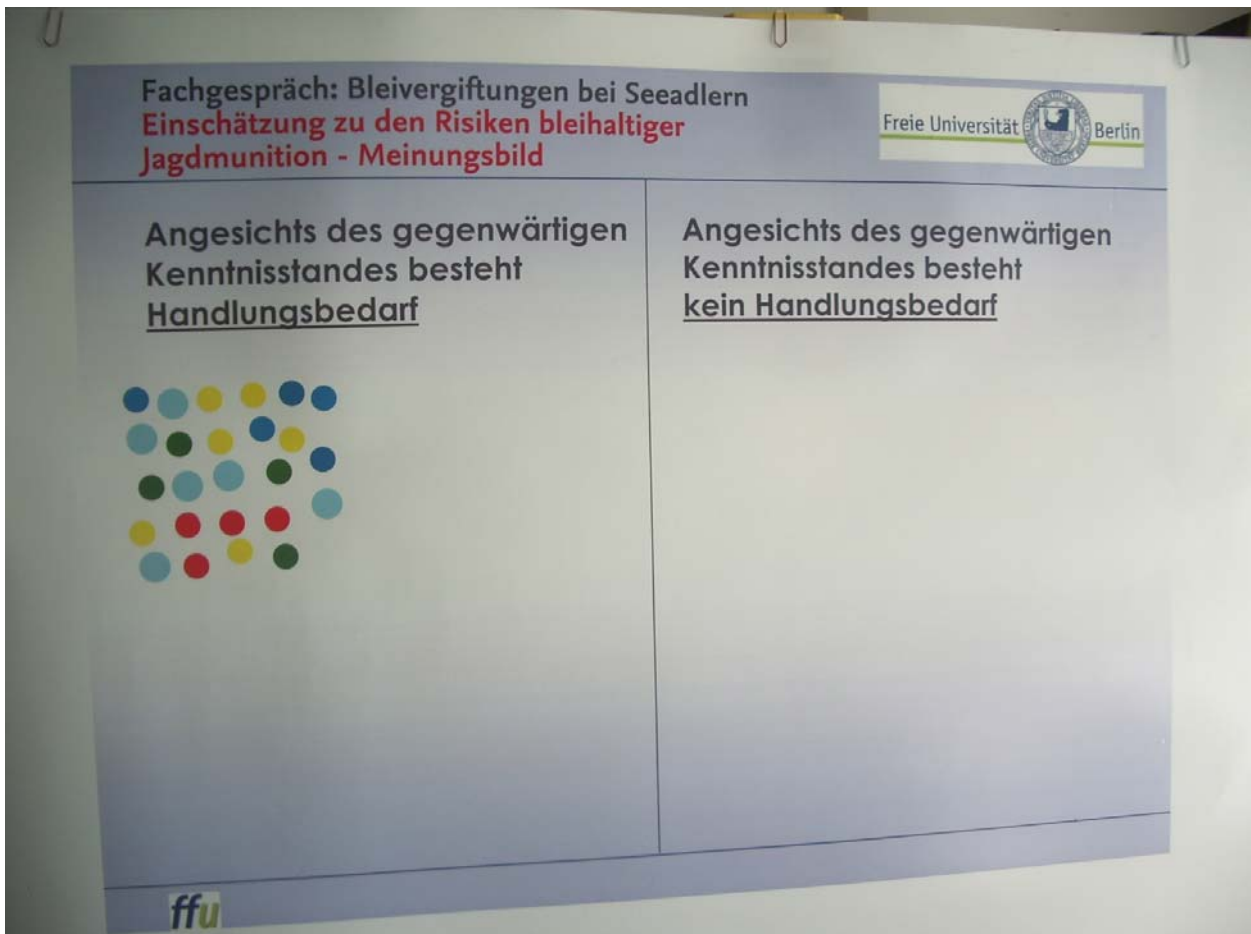 Fachgespräch: Bleivergiftungen bei Seeadlern
Einschätzung zu den Risiken bleihaltiger
Jagdmunition - Meinungsbild
Freie Universität Berlin
Angesichts des gegenwärtigen
Kenntnisstandes besteht
Handlungsbedarf
Angesichts des gegenwärtigen
Kenntnisstandes besteht
kein Handlungsbedarf
ffu